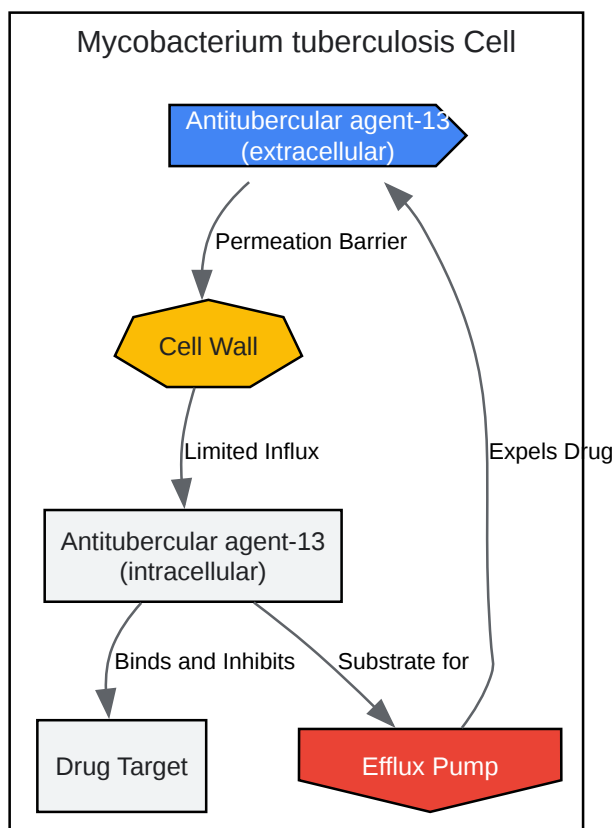 Mycobacterium tuberculosis Cell
Antitubercular agent-13
(extracellular)
Permeation Barrier
Cell Wall
Limited Influx
Expels Drug
Antitubercular agent-13
(intracellular)
Binds and Inhibits
Substrate for
Drug Target
Efflux Pump